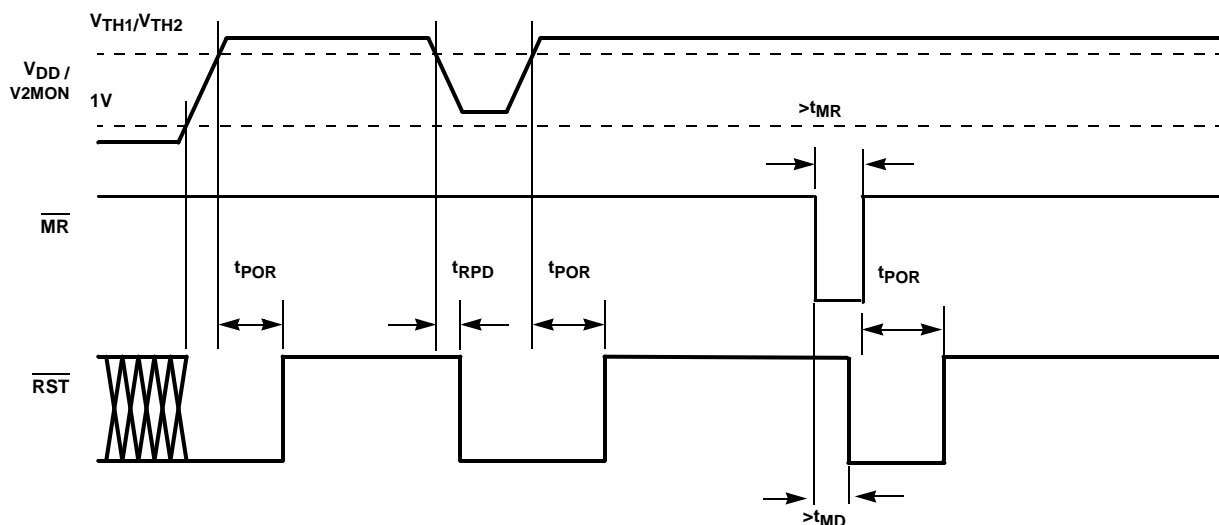 VTH1/VTH2
VDD /
V2MON
1V
>tMR
MR
tPOR
tRPD
tPOR
tPOR
RST
>tMD